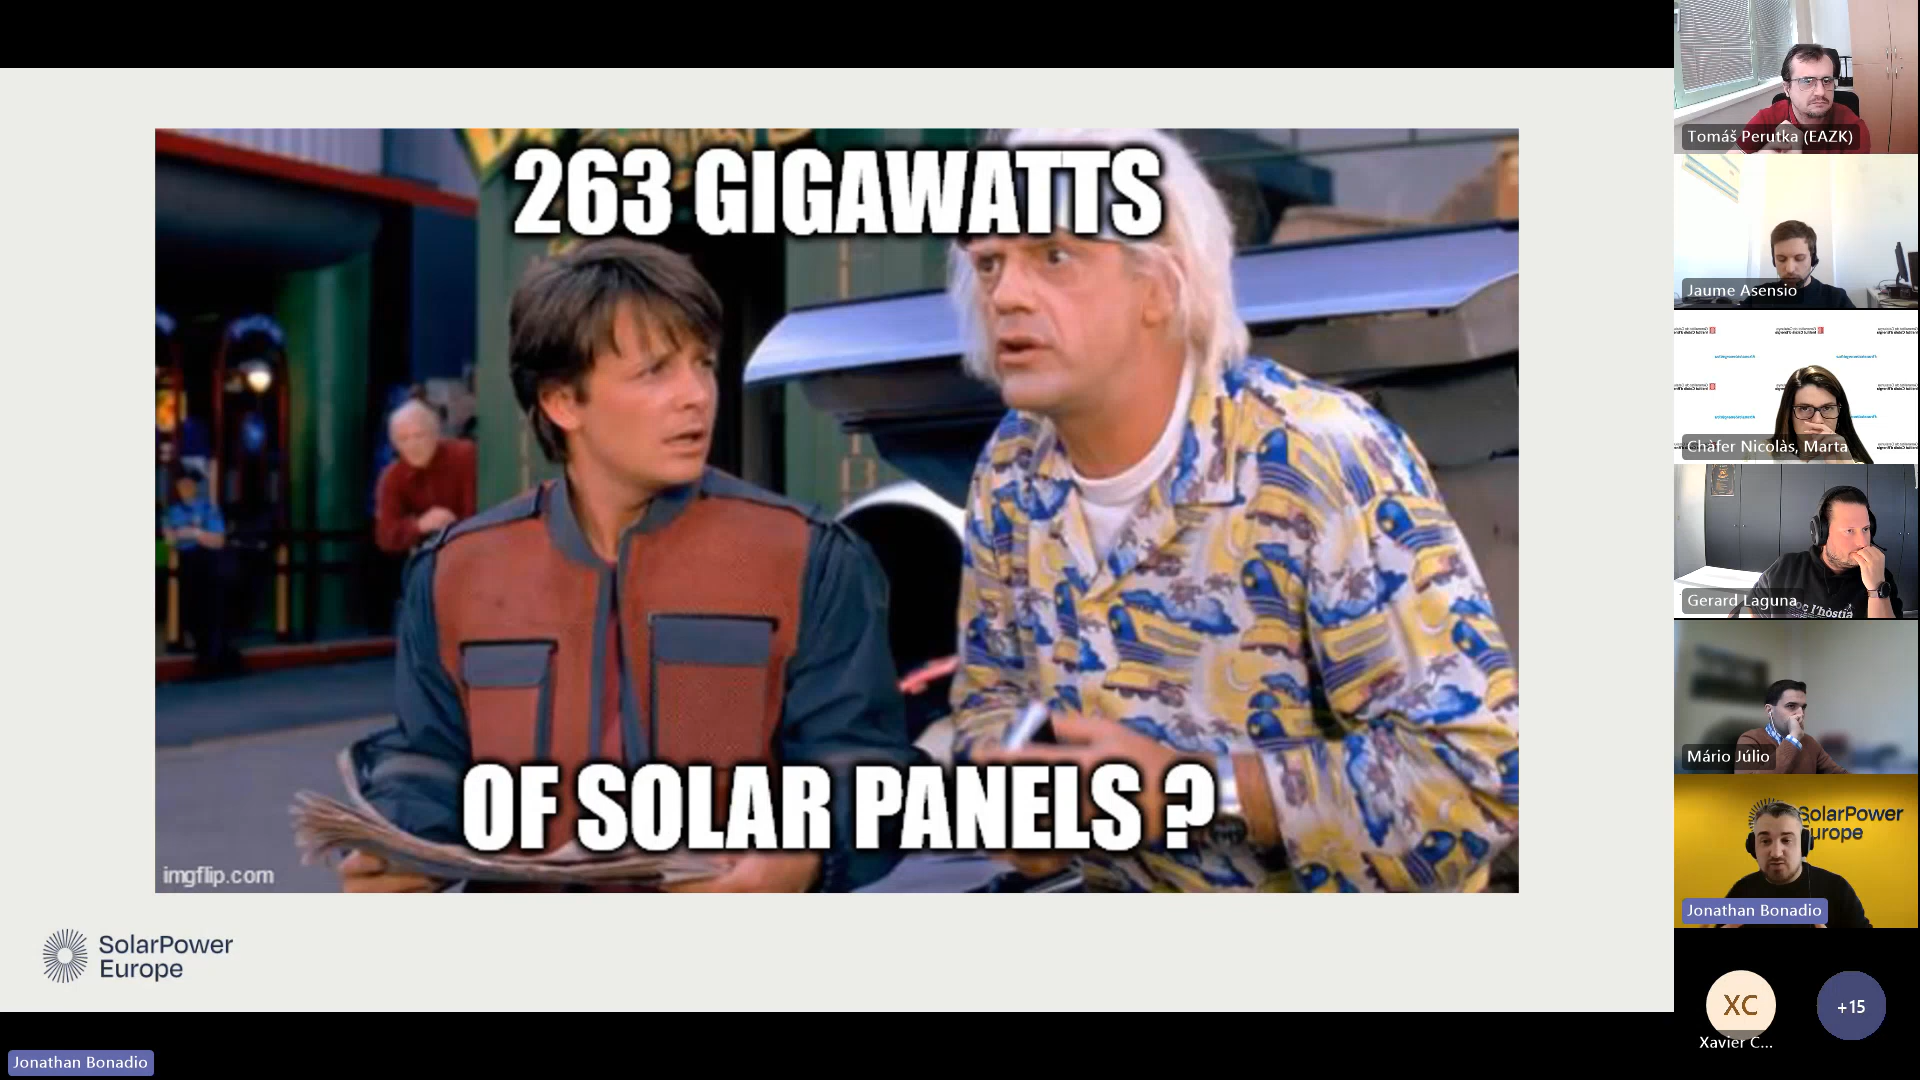 263 GIGAWATTS
OF SOLAR PANELS ?
imgflip.com
SolarPower
Europe
Jonathan Bonadio
Tomáš Perutka (EAZK)
Jaume Asensio
Chàfer Nicolàs, Marta
Gerard Laguna
Mário Júlio
SolarPower
Europe
Jonathan Bonadio
XC
Xavier C...
+15